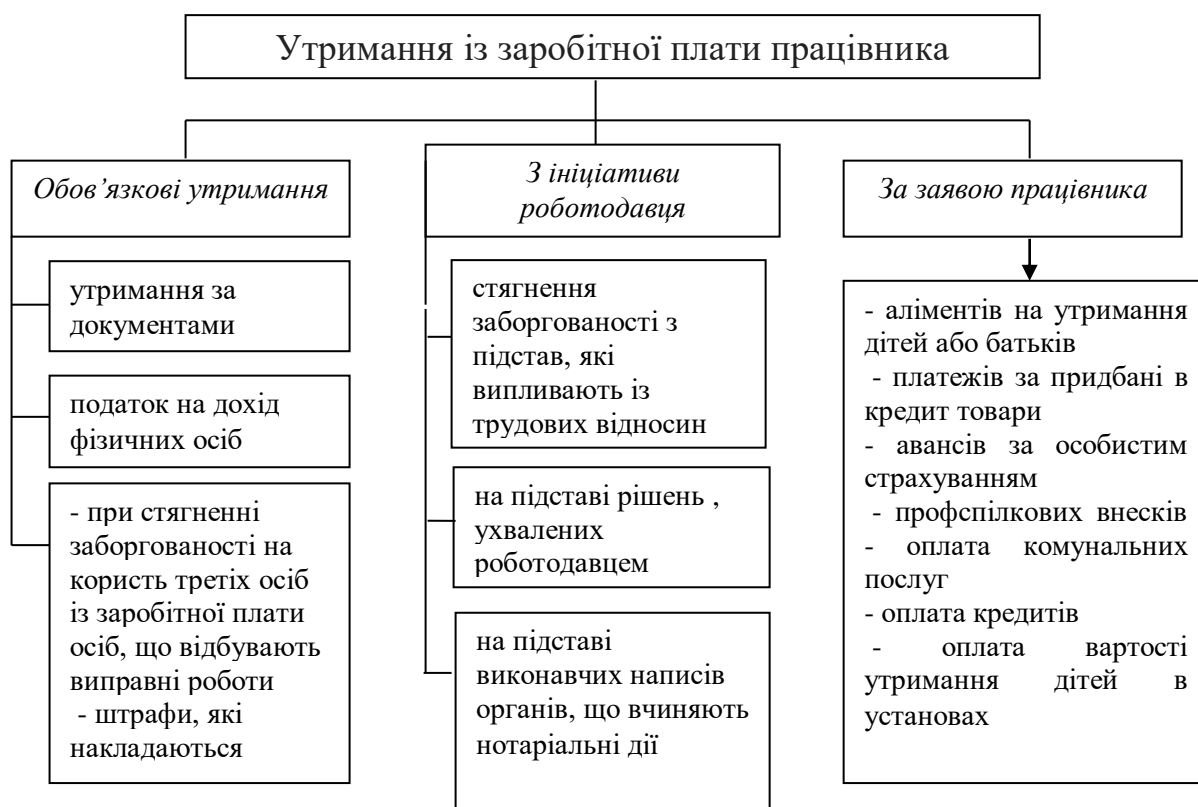 Утримання із заробітної плати працівника
Обов’язкові утримання
утримання за
документами
податок на дохід
фізичних осіб
- при стягненні
заборгованості на
користь третіх осіб
із заробітної плати
осіб, що відбувають
виправні роботи
- штрафи, які
накладаються
З ініціативи
роботодавця
стягнення
заборгованості з
підстав, які
випливають із
трудових відносин
на підставі рішень ,
ухвалених
роботодавцем
на підставі
виконавчих написів
органів, що вчиняють
нотаріальні дії
За заявою працівника
- аліментів на утримання
дітей або батьків
- платежів за придбані в
кредит товари
- авансів за особистим
страхуванням
- профспілкових внесків
- оплата комунальних
послуг
- оплата кредитів
- оплата вартості
утримання дітей в
установах